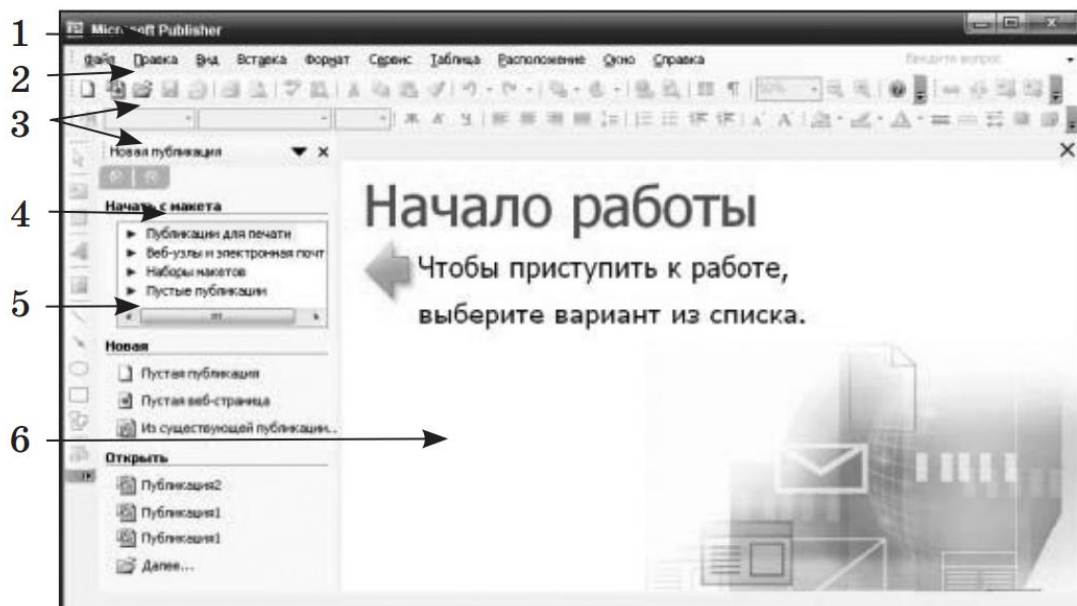 1
Microsoft Publisher
Файл Правка Вид Вставка Формат Сервис Таблица Расположение Окно Справка Введите вопрос
2
50%
3
Ж К Ч
Новая публикация
Начать с макета
4
Публикации для печати
Веб-узлы и электронная почт
Наборы макетов
Пустые публикации
5
Новая
Пустая публикация
Пустая веб-страница
Из существующей публикации...
6
Открыть
Публикация2
Публикация1
Публикация1
Далее...
Начало работы
Чтобы приступить к работе,
выберите вариант из списка.